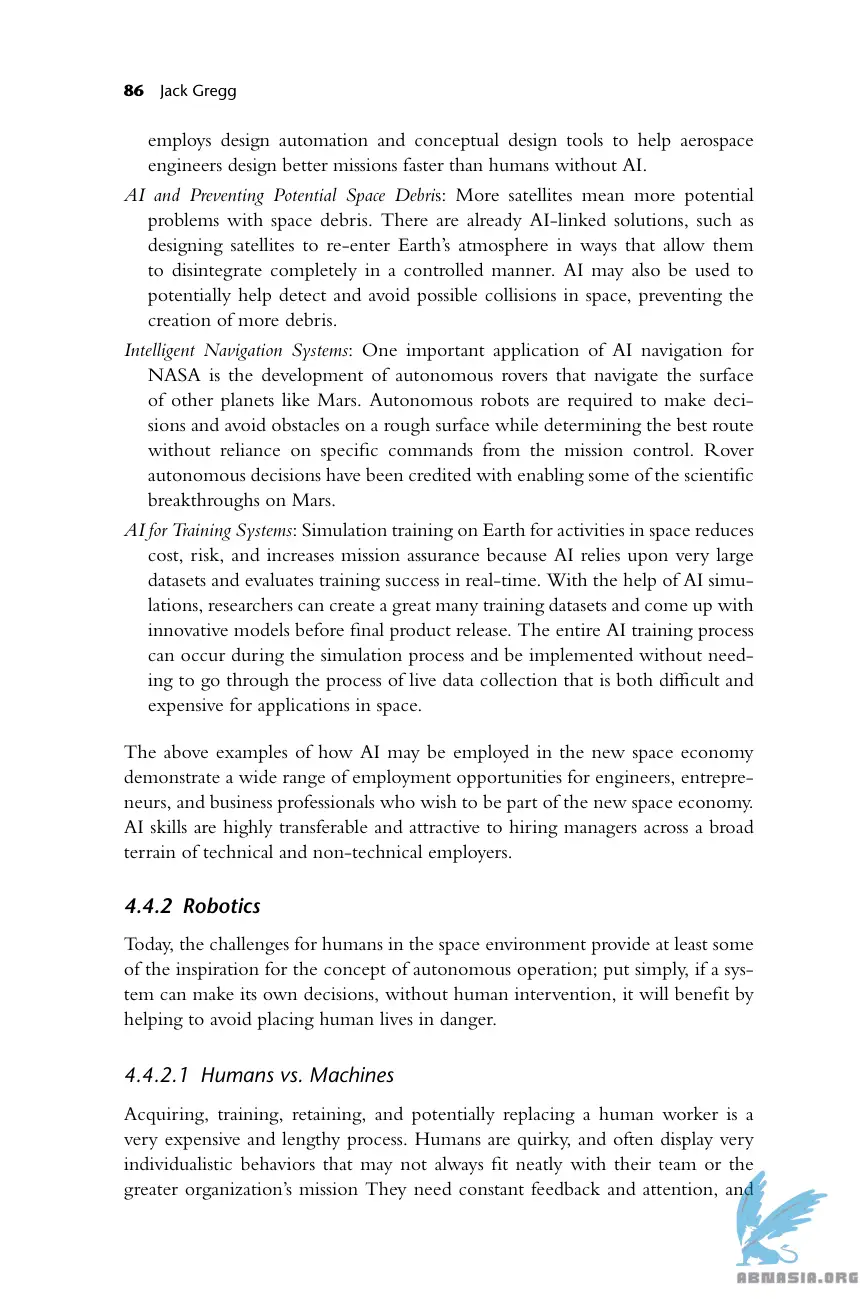 86 Jack Gregg
employs design automation and conceptual design tools to help aerospace
engineers design better missions faster than humans without AI.
AI and Preventing Potential Space Debris: More satellites mean more potential
problems with space debris. There are already AI-linked solutions, such as
designing satellites to re-enter Earth's atmosphere in ways that allow them
to disintegrate completely in a controlled manner. AI may also be used to
potentially help detect and avoid possible collisions in space, preventing the
creation of more debris.
Intelligent Navigation Systems: One important application of AI navigation for
NASA is the development of autonomous rovers that navigate the surface
of other planets like Mars. Autonomous robots are required to make deci-
sions and avoid obstacles on a rough surface while determining the best route
without reliance on specific commands from the mission control. Rover
autonomous decisions have been credited with enabling some of the scientific
breakthroughs on Mars.
AI for Training Systems: Simulation training on Earth for activities in space reduces
cost, risk, and increases mission assurance because AI relies upon very large
datasets and evaluates training success in real-time. With the help of AI simu-
lations, researchers can create a great many training datasets and come up with
innovative models before final product release. The entire AI training process
can occur during the simulation process and be implemented without need-
ing to go through the process of live data collection that is both difficult and
expensive for applications in space.
The above examples of how AI may be employed in the new space economy
demonstrate a wide range of employment opportunities for engineers, entrepre-
neurs, and business professionals who wish to be part of the new space economy.
AI skills are highly transferable and attractive to hiring managers across a broad
terrain of technical and non-technical employers.
4.4.2 Robotics
Today, the challenges for humans in the space environment provide at least some
of the inspiration for the concept of autonomous operation; put simply, if a sys-
tem can make its own decisions, without human intervention, it will benefit by
helping to avoid placing human lives in danger.
4.4.2.1 Humans vs. Machines
Acquiring, training, retaining, and potentially replacing a human worker is a
very expensive and lengthy process. Humans are quirky, and often display very
individualistic behaviors that may not always fit neatly with their team or the
greater organization's mission They need constant feedback and attention, and
ABNASIA.ORG